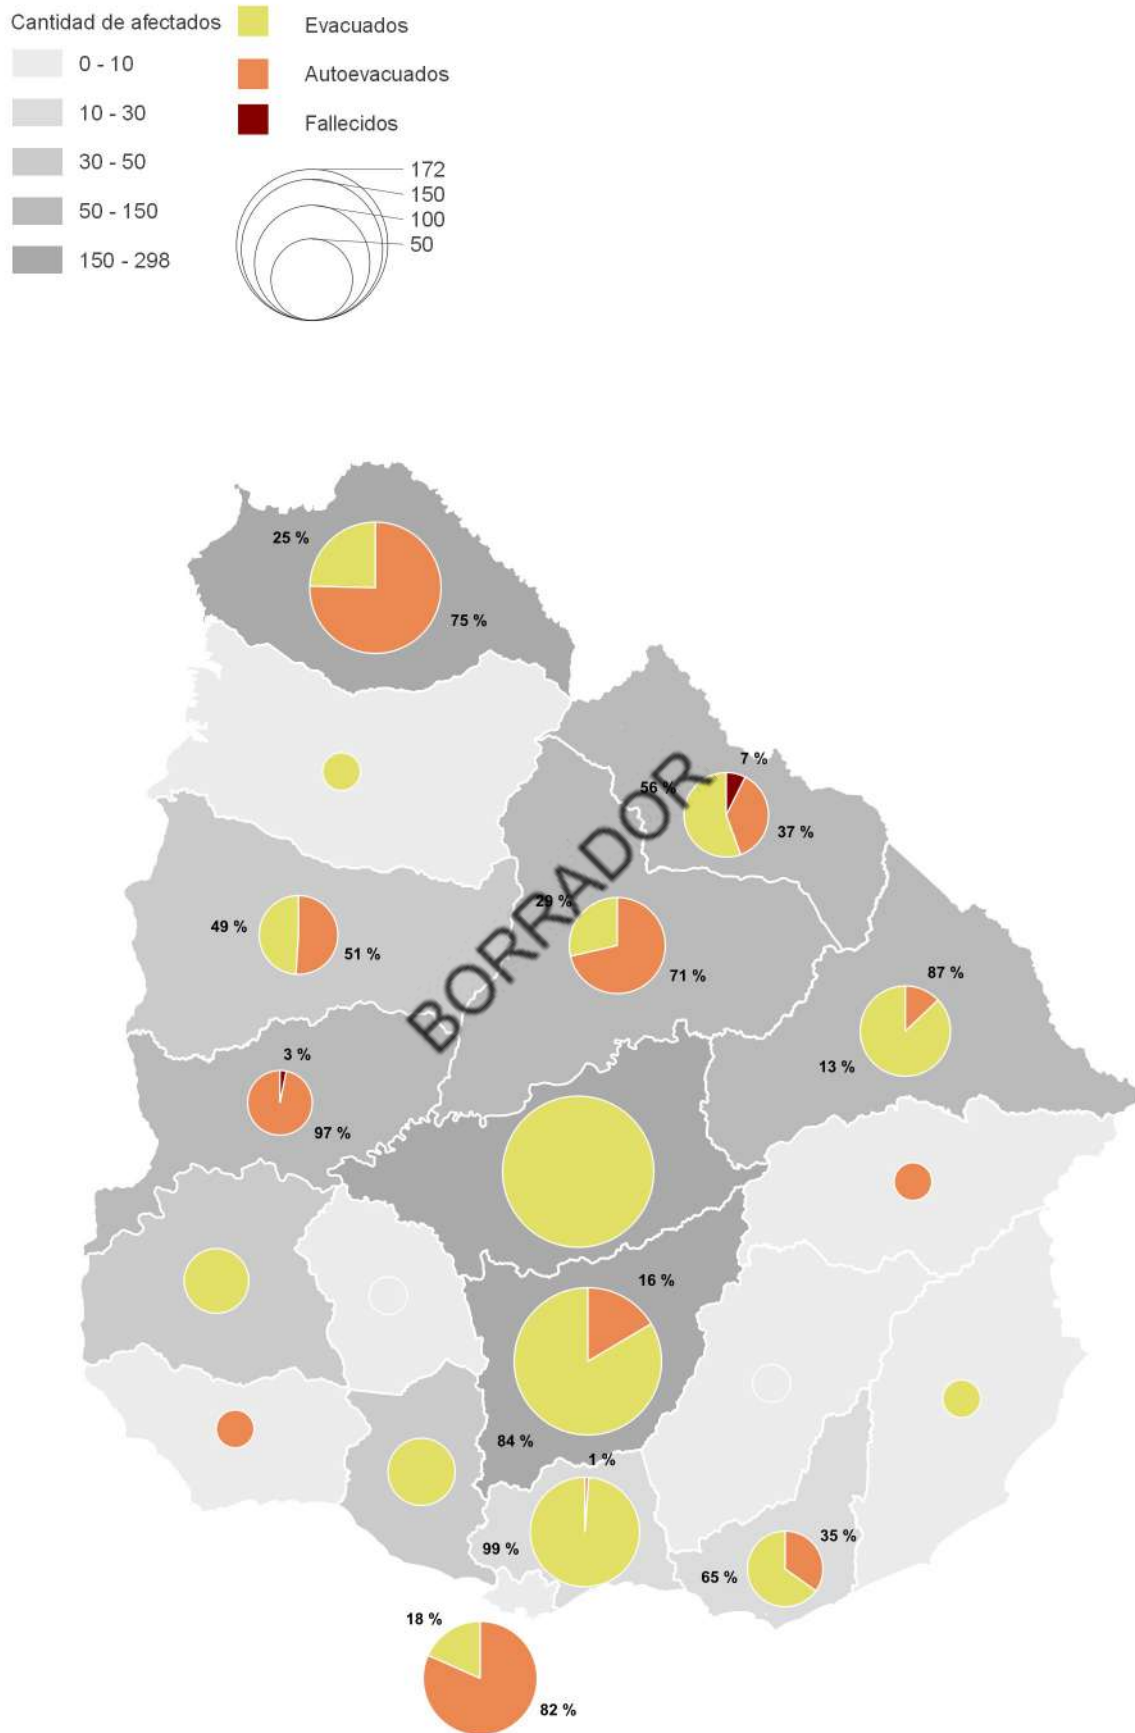 Cantidad de afectados
0 - 10
10 - 30
30 - 50
50 - 150
150 - 298
Evacuados
Autoevacuados
Fallecidos
172
150
100
50
25 %
75 %
7 %
56 %
37 %
49 %
51 %
29 %
71 %
87 %
13 %
3 %
97 %
BORRADOR
16 %
84 %
1 %
99 %
35 %
65 %
18 %
82 %